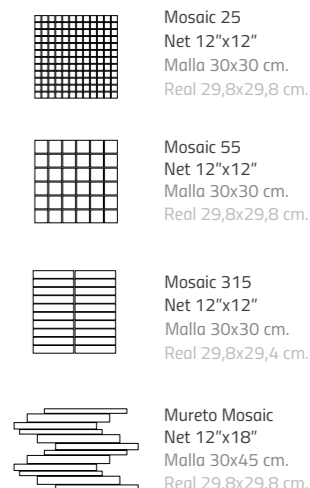 Mosaic 25
Net 12”x12”
Malla 30x30 cm.
Real 29,8x29,8 cm.
Mosaic 55
Net 12”x12”
Malla 30x30 cm.
Real 29,8x29,8 cm.
Mosaic 315
Net 12”x12”
Malla 30x30 cm.
Real 29,8x29,4 cm.
Mureto Mosaic
Net 12”x18”
Malla 30x45 cm.
Real 29,8x29,8 cm.